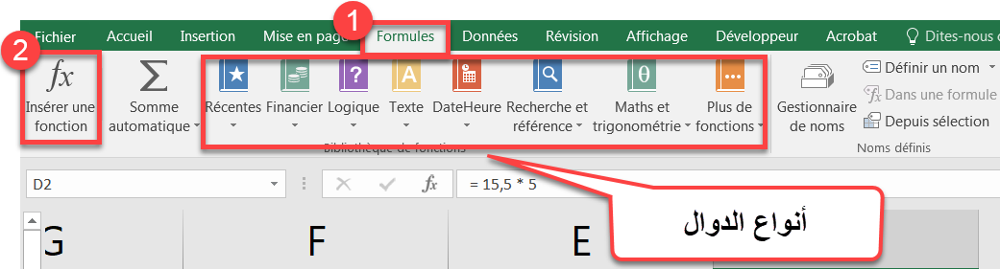 1
Fichier Accueil Insertion Mise en page Formules Données Révision Affichage Développeur Acrobat Dites-nous
2
fx Σ ? A θ
Insérer une fonction
Somme automatique
Récentes
Financier
Logique
Texte
DateHeure
Recherche et référence
Maths et trigonométrie
Plus de fonctions
Gestionnaire de noms
Définir un nom
Dans une formule
Depuis sélection
Bibliothèque de fonctions
Noms définis
D2 fx = 15,5 * 5
أنواع الدوال
G F E